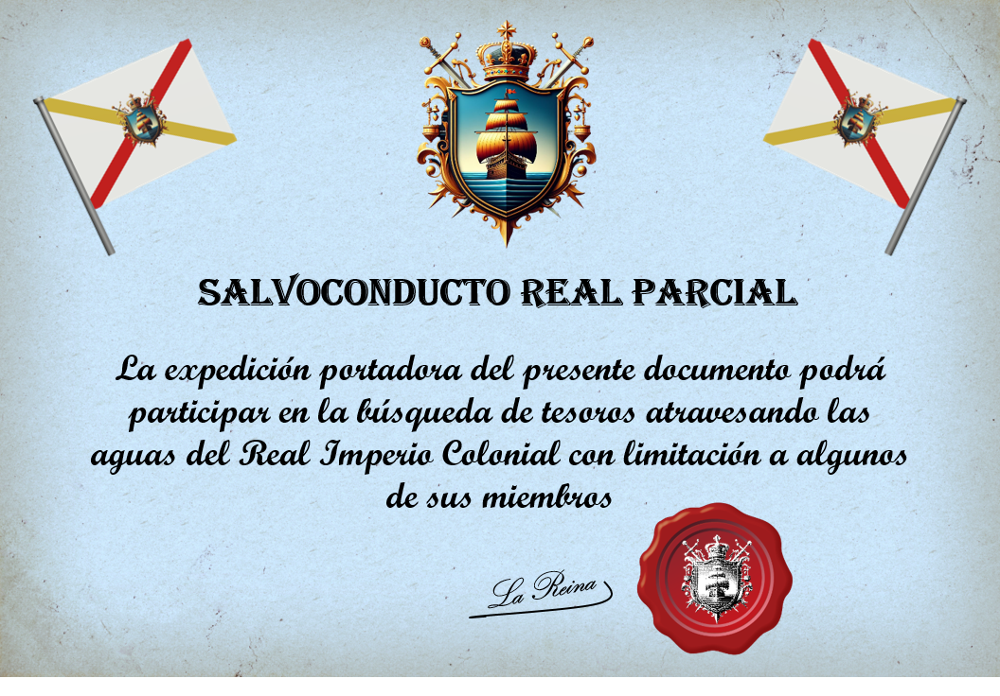 SALVOCONDUCTO REAL PARCIAL
La expedición portadora del presente documento podrá
participar en la búsqueda de tesoros atravesando las
aguas del Real Imperio Colonial con limitación a algunos
de sus miembros
La Reina